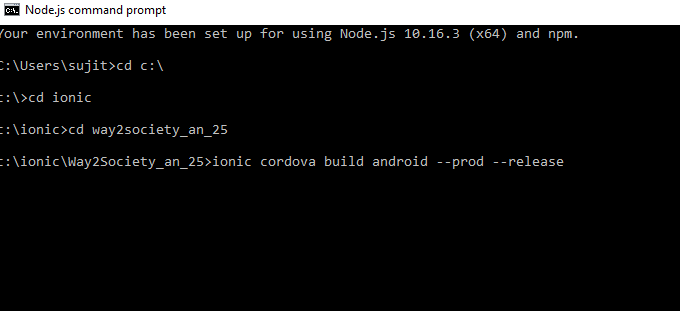 Node.js command prompt
Your environment has been set up for using Node.js 10.16.3 (x64) and npm.
C:\Users\sujit>cd c:\
c:\>cd ionic
c:\ionic>cd way2society_an_25
c:\ionic\Way2Society_an_25>ionic cordova build android --prod --release